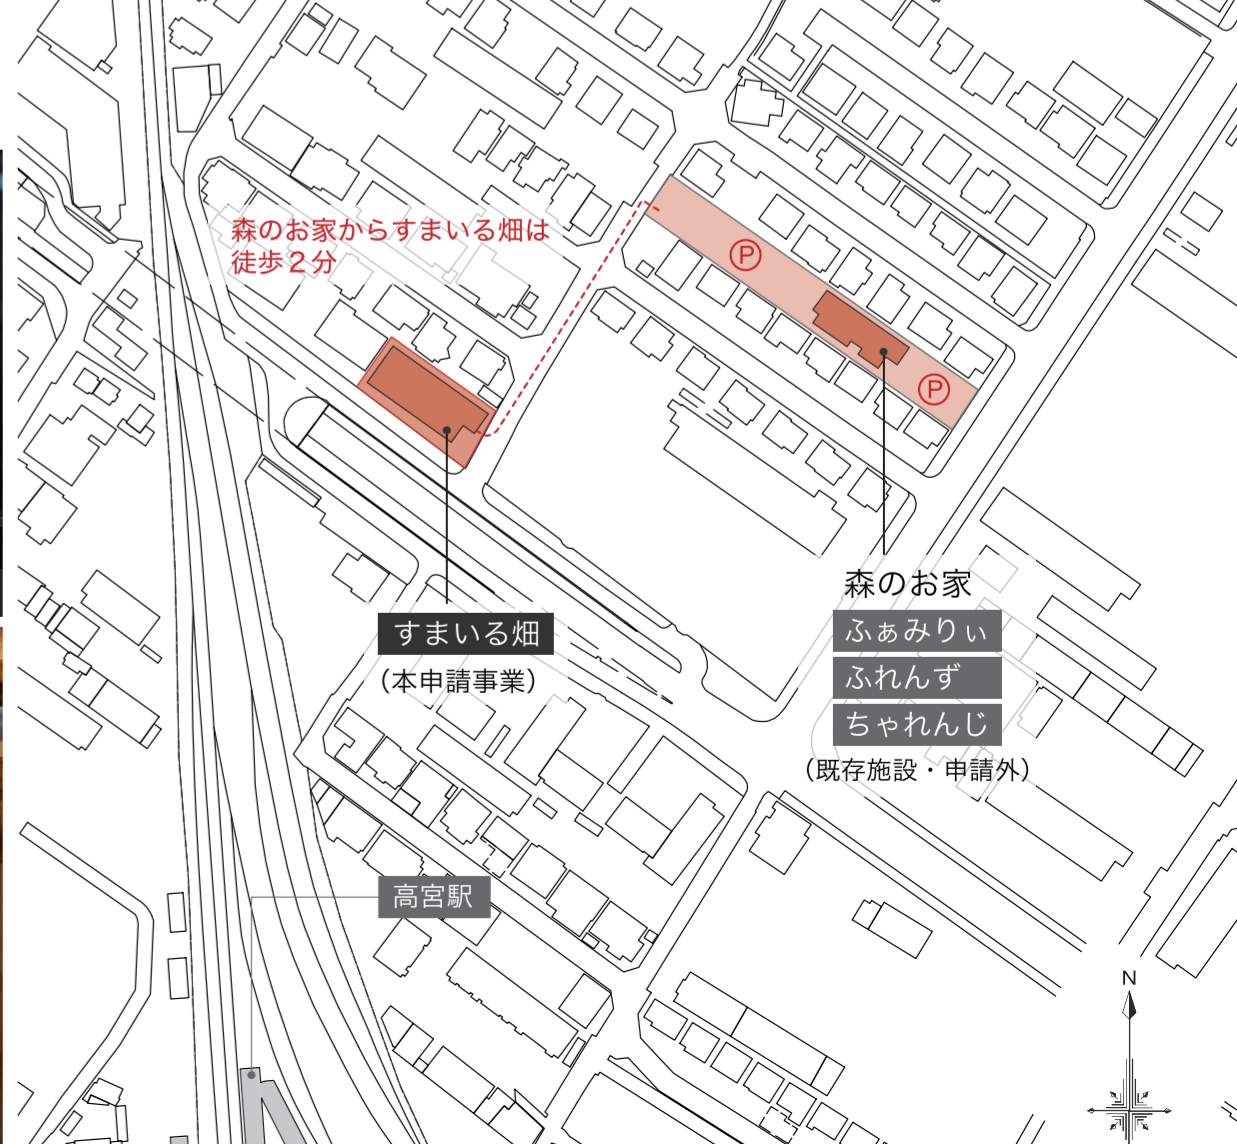 森のお家からすまいる畑は
徒歩２分
P
P
森のお家
ふぁみりぃ
ふれんず
ちゃれんじ
（既存施設・申請外）
すまいる畑
（本申請事業）
高宮駅
N